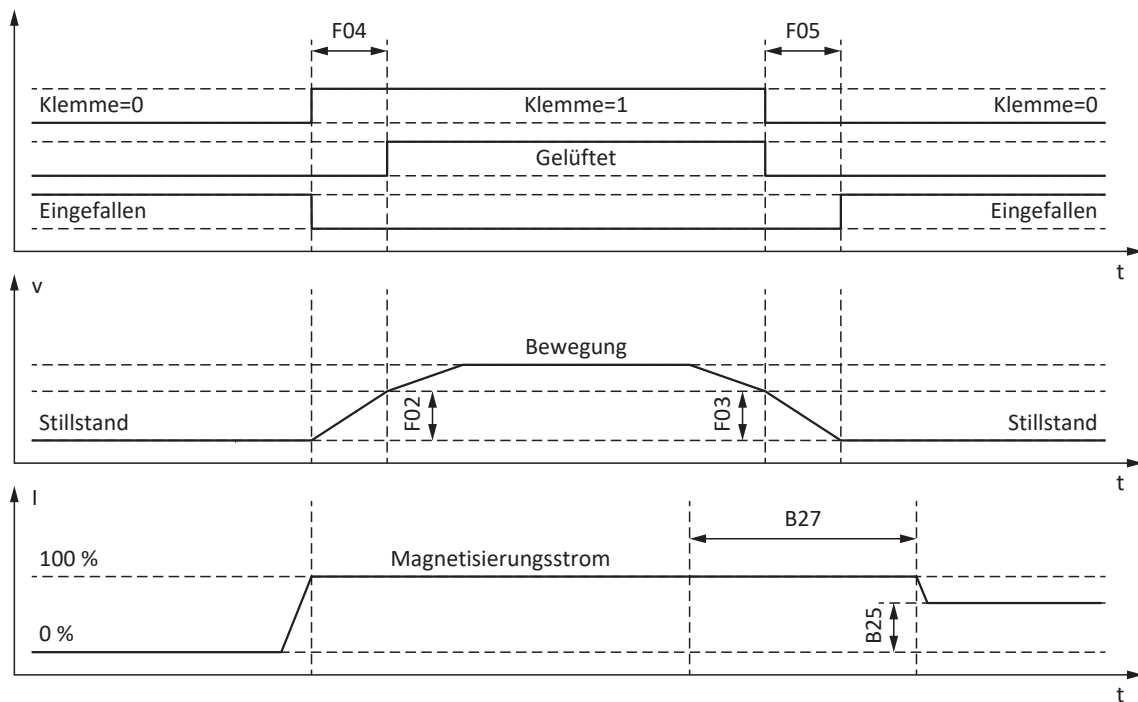 F04 F05
Klemme=0 Klemme=1 Klemme=0
Gelüftet
Eingefallen Eingefallen
t
v
Bewegung
F02 F03
Stillstand Stillstand
t
I
B27
100 % Magnetisierungsstrom
0 % B25
t